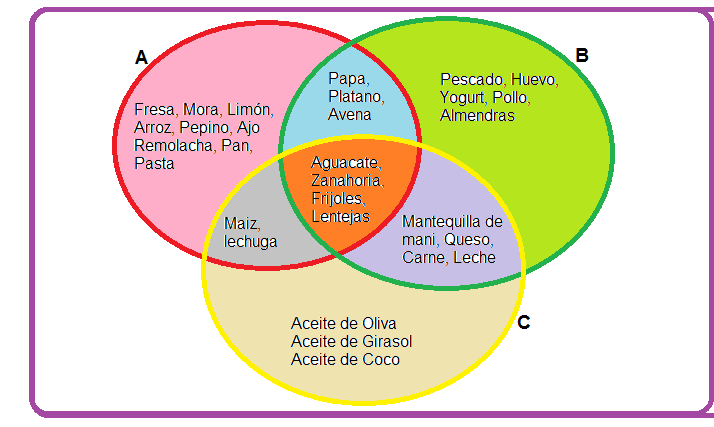 A
B
Papa,
Platano,
Avena
Pescado, Huevo,
Yogurt, Pollo,
Almendras
Fresa, Mora, Limón,
Arroz, Pepino, Ajo
Remolacha, Pan,
Pasta
Aguacate,
Zanahoria,
Frijoles,
Lentejas
Maiz,
lechuga
Mantequilla de
mani, Queso,
Carne, Leche
C
Aceite de Oliva
Aceite de Girasol
Aceite de Coco